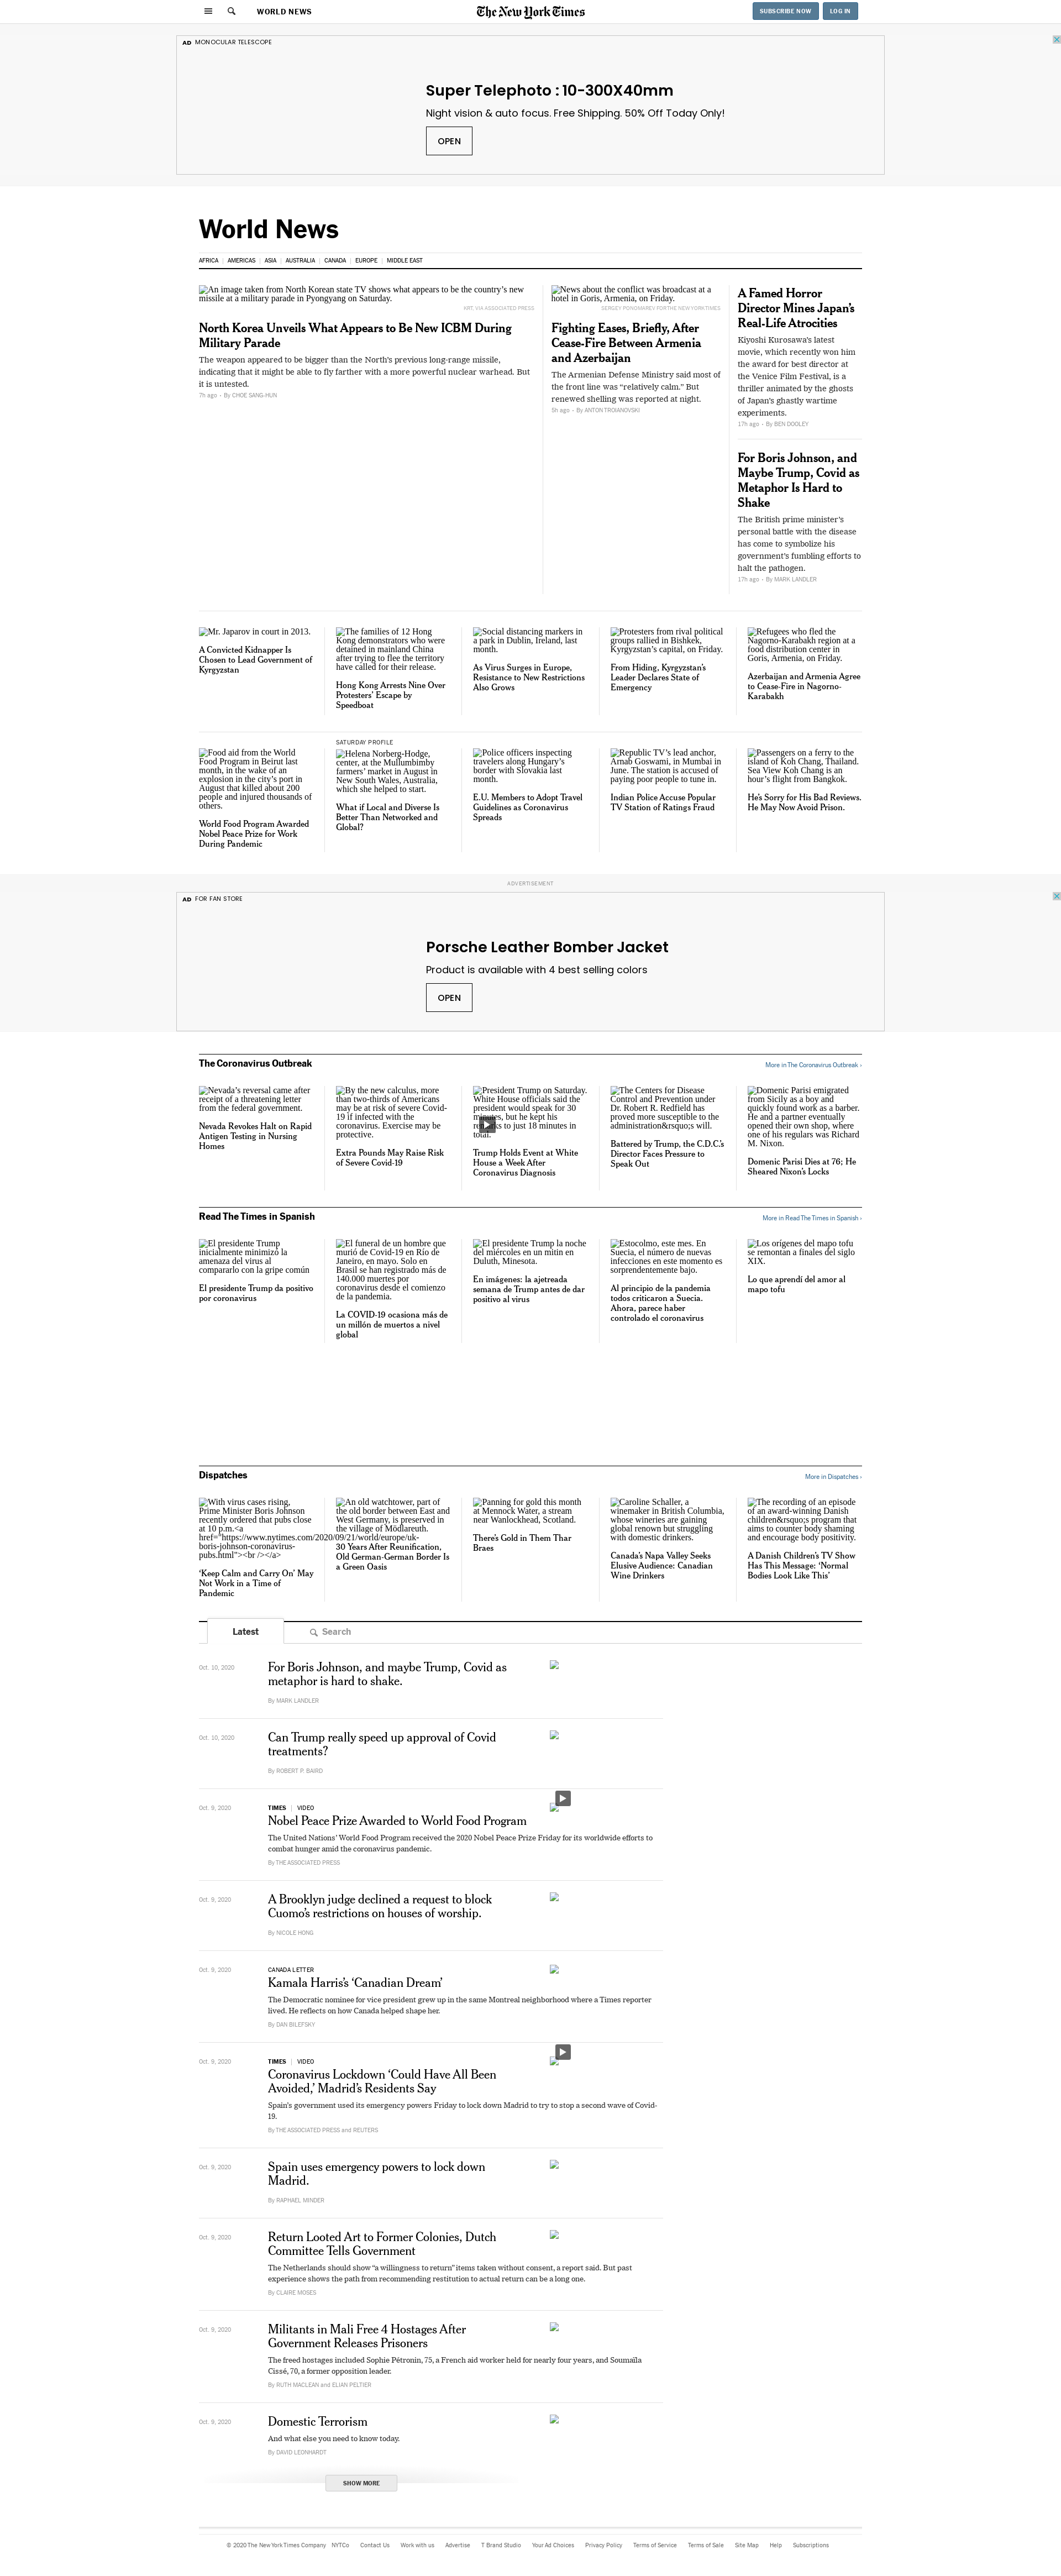 WORLD NEWS
The New York Times
SUBSCRIBE NOW
LOG IN
AD MONOCULAR TELESCOPE
Super Telephoto : 10-300X40mm
Night vision & auto focus. Free Shipping. 50% Off Today Only!
OPEN
World News
AFRICA
AMERICAS
ASIA
AUSTRALIA
CANADA
EUROPE
MIDDLE EAST
An image taken from North Korean state TV shows what appears to be the country’s new
missile at a military parade in Pyongyang on Saturday.
KRT, VIA ASSOCIATED PRESS
North Korea Unveils What Appears to Be New ICBM During
Military Parade
The weapon appeared to be bigger than the North’s previous long-range missile,
indicating that it might be able to fly farther with a more powerful nuclear warhead. But
it is untested.
7h ago · By CHOE SANG-HUN
News about the conflict was broadcast at a
hotel in Goris, Armenia, on Friday.
SERGEY PONOMAREV FOR THE NEW YORK TIMES
Fighting Eases, Briefly, After
Cease-Fire Between Armenia
and Azerbaijan
The Armenian Defense Ministry said most of
the front line was “relatively calm.” But
renewed shelling was reported at night.
5h ago · By ANTON TROIANOVSKI
A Famed Horror
Director Mines Japan’s
Real-Life Atrocities
Kiyoshi Kurosawa’s latest
movie, which recently won him
the award for best director at
the Venice Film Festival, is a
thriller animated by the ghosts
of Japan’s ghastly wartime
experiments.
17h ago · By BEN DOOLEY
For Boris Johnson, and
Maybe Trump, Covid as
Metaphor Is Hard to
Shake
The British prime minister’s
personal battle with the disease
has come to symbolize his
government’s fumbling efforts to
halt the pathogen.
17h ago · By MARK LANDLER
Mr. Japarov in court in 2013.
A Convicted Kidnapper Is
Chosen to Lead Government of
Kyrgyzstan
The families of 12 Hong
Kong demonstrators who were
detained in mainland China
after trying to flee the territory
have called for their release.
Hong Kong Arrests Nine Over
Protesters’ Escape by
Speedboat
Social distancing markers in
a park in Dublin, Ireland, last
month.
As Virus Surges in Europe,
Resistance to New Restrictions
Also Grows
Protesters from rival political
groups rallied in Bishkek,
Kyrgyzstan’s capital, on Friday.
From Hiding, Kyrgyzstan’s
Leader Declares State of
Emergency
Refugees who fled the
Nagorno-Karabakh region at a
food distribution center in
Goris, Armenia, on Friday.
Azerbaijan and Armenia Agree
to Cease-Fire in Nagorno-
Karabakh
Food aid from the World
Food Program in Beirut last
month, in the wake of an
explosion in the city’s port in
August that killed about 200
people and injured thousands of
others.
World Food Program Awarded
Nobel Peace Prize for Work
During Pandemic
SATURDAY PROFILE
Helena Norberg-Hodge,
center, at the Mullumbimby
farmers’ market in August in
New South Wales, Australia,
which she helped to start.
What if Local and Diverse Is
Better Than Networked and
Global?
Police officers inspecting
travelers along Hungary’s
border with Slovakia last
month.
E.U. Members to Adopt Travel
Guidelines as Coronavirus
Spreads
Republic TV’s lead anchor,
Arnab Goswami, in Mumbai in
June. The station is accused of
paying poor people to tune in.
Indian Police Accuse Popular
TV Station of Ratings Fraud
Passengers on a ferry to the
island of Koh Chang, Thailand.
Sea View Koh Chang is an
hour’s flight from Bangkok.
He’s Sorry for His Bad Reviews.
He May Now Avoid Prison.
ADVERTISEMENT
AD FOR FAN STORE
Porsche Leather Bomber Jacket
Product is available with 4 best selling colors
OPEN
The Coronavirus Outbreak
More in The Coronavirus Outbreak ›
Nevada’s reversal came after
receipt of a threatening letter
from the federal government.
Nevada Revokes Halt on Rapid
Antigen Testing in Nursing
Homes
By the new calculus, more
than two-thirds of Americans
may be at risk of severe Covid-
19 if infected with the
coronavirus. Exercise may be
protective.
Extra Pounds May Raise Risk
of Severe Covid-19
President Trump on Saturday.
White House officials said the
president would speak for 30
but he kept his
to just 18 minutes in
total.
Trump Holds Event at White
House a Week After
Coronavirus Diagnosis
The Centers for Disease
Control and Prevention under
Dr. Robert R. Redfield has
proved more susceptible to the
administration&rsquo;s will.
Battered by Trump, the C.D.C.’s
Director Faces Pressure to
Speak Out
Domenic Parisi emigrated
from Sicily as a boy and
quickly found work as a barber.
He and a partner eventually
opened their own shop, where
one of his regulars was Richard
M. Nixon.
Domenic Parisi Dies at 76; He
Sheared Nixon’s Locks
Read The Times in Spanish
More in Read The Times in Spanish ›
El presidente Trump
inicialmente minimizó la
amenaza del virus al
compararlo con la gripe común
El presidente Trump da positivo
por coronavirus
El funeral de un hombre que
murió de Covid-19 en Río de
Janeiro, en mayo. Solo en
Brasil se han registrado más de
140.000 muertes por
coronavirus desde el comienzo
de la pandemia.
La COVID-19 ocasiona más de
un millón de muertos a nivel
global
El presidente Trump la noche
del miércoles en un mitin en
Duluth, Minesota.
En imágenes: la ajetreada
semana de Trump antes de dar
positivo al virus
Estocolmo, este mes. En
Suecia, el número de nuevas
infecciones en este momento es
sorprendentemente bajo.
Al principio de la pandemia
todos criticaron a Suecia.
Ahora, parece haber
controlado el coronavirus
Los orígenes del mapo tofu
se remontan a finales del siglo
XIX.
Lo que aprendí del amor al
mapo tofu
Dispatches
More in Dispatches ›
With virus cases rising,
Prime Minister Boris Johnson
recently ordered that pubs close
at 10 p.m.<a
href="https://www.nytimes.com/2020/09/21/world/europe/uk-
boris-johnson-coronavirus-
pubs.html"><br /></a>
‘Keep Calm and Carry On’ May
Not Work in a Time of
Pandemic
An old watchtower, part of
the old border between East and
West Germany, is preserved in
the village of Mödlareuth.
30 Years After Reunification,
Old German-German Border Is
a Green Oasis
Panning for gold this month
at Mennock Water, a stream
near Wanlockhead, Scotland.
There’s Gold in Them Thar
Braes
Caroline Schaller, a
winemaker in British Columbia,
whose wineries are gaining
global renown but struggling
with domestic drinkers.
Canada’s Napa Valley Seeks
Elusive Audience: Canadian
Wine Drinkers
The recording of an episode
of an award-winning Danish
children&rsquo;s program that
aims to counter body shaming
and encourage body positivity.
A Danish Children’s TV Show
Has This Message: ‘Normal
Bodies Look Like This’
Latest
Search
Oct. 10, 2020
For Boris Johnson, and maybe Trump, Covid as
metaphor is hard to shake.
By MARK LANDLER
Oct. 10, 2020
Can Trump really speed up approval of Covid
treatments?
By ROBERT P. BAIRD
Oct. 9, 2020
TIMES | VIDEO
Nobel Peace Prize Awarded to World Food Program
The United Nations’ World Food Program received the 2020 Nobel Peace Prize Friday for its worldwide efforts to
combat hunger amid the coronavirus pandemic.
By THE ASSOCIATED PRESS
Oct. 9, 2020
A Brooklyn judge declined a request to block
Cuomo’s restrictions on houses of worship.
By NICOLE HONG
Oct. 9, 2020
CANADA LETTER
Kamala Harris’s ‘Canadian Dream’
The Democratic nominee for vice president grew up in the same Montreal neighborhood where a Times reporter
lived. He reflects on how Canada helped shape her.
By DAN BILEFSKY
Oct. 9, 2020
TIMES | VIDEO
Coronavirus Lockdown ‘Could Have All Been
Avoided,’ Madrid’s Residents Say
Spain’s government used its emergency powers Friday to lock down Madrid to try to stop a second wave of Covid-
19.
By THE ASSOCIATED PRESS and REUTERS
Oct. 9, 2020
Spain uses emergency powers to lock down
Madrid.
By RAPHAEL MINDER
Oct. 9, 2020
Return Looted Art to Former Colonies, Dutch
Committee Tells Government
The Netherlands should show “a willingness to return” items taken without consent, a report said. But past
experience shows the path from recommending restitution to actual return can be a long one.
By CLAIRE MOSES
Oct. 9, 2020
Militants in Mali Free 4 Hostages After
Government Releases Prisoners
The freed hostages included Sophie Pétronin, 75, a French aid worker held for nearly four years, and Soumaïla
Cissé, 70, a former opposition leader.
By RUTH MACLEAN and ELIAN PELTIER
Oct. 9, 2020
Domestic Terrorism
And what else you need to know today.
By DAVID LEONHARDT
SHOW MORE
© 2020 The New York Times Company
NYTCo
Contact Us
Work with us
Advertise
T Brand Studio
Your Ad Choices
Privacy Policy
Terms of Service
Terms of Sale
Site Map
Help
Subscriptions